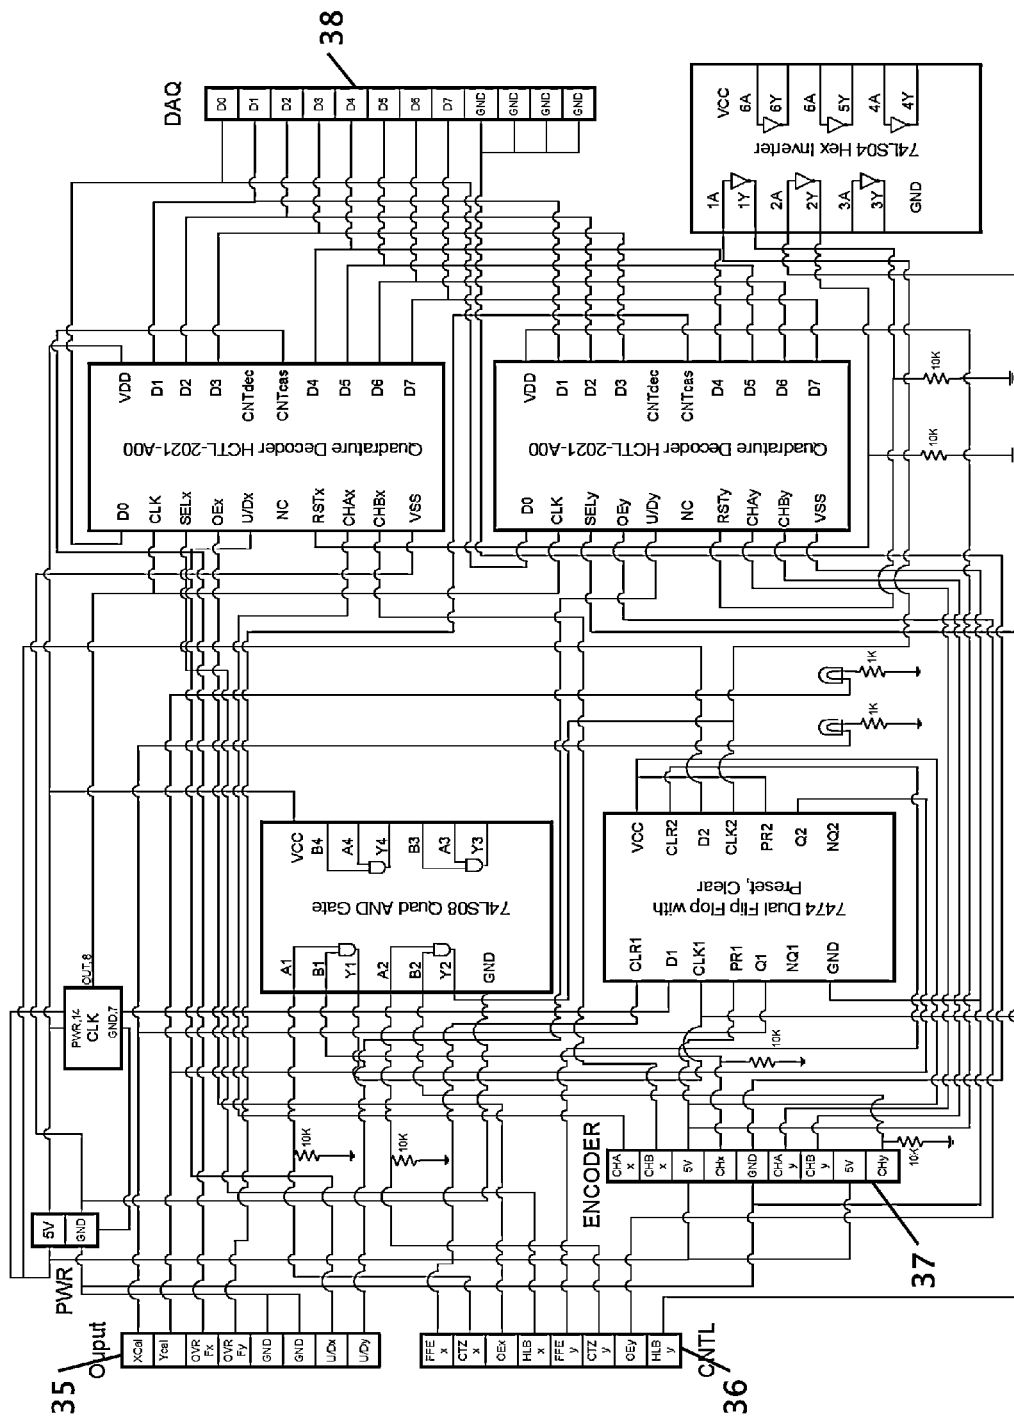 DAQ
38
D0
D1
D2
D3
D4
D5
D6
D7
GND
GND
GND
GND
VCC
6A
6Y
6A
5Y
4A
4Y
74LS04 Hex Inverter
1A
1Y
2A
2Y
3A
3Y
GND
VDD
D1
D2
D3
CNTdec
CNTcas
D4
D5
D6
D7
Quadrature Decoder HCTL-2021-A00
D0
CLK
SELx
OEx
U/Dx
NC
RSTx
CHAx
CHBx
VSS
VDD
D1
D2
D3
CNTdec
CNTcas
D4
D5
D6
D7
Quadrature Decoder HCTL-2021-A00
D0
CLK
SELy
OEy
U/Dy
NC
RSTy
CHAy
CHBy
VSS
10K
10K
1K
1K
VCC
B4
A4
Y4
B3
A3
Y3
74LS08 Quad AND Gate
A1
B1
Y1
A2
B2
Y2
GND
VCC
CLR2
D2
CLK2
PR2
Q2
NQ2
7474 Dual Flip Flop with
Preset, Clear
CLR1
D1
CLK1
PR1
Q1
NQ1
GND
OUT,8
PWR,14
CLK
GND,7
10K
10K
10K
10K
PWR
5V
GND
ENCODER
CHA
x
CHB
x
5V
CHx
GND
CHA
y
CHB
y
5V
CHy
37
Ouput
35
XCal
Ycal
OVR
Fx
OVR
Fy
GND
GND
U/Dx
U/Dy
FFE
x
CTZ
x
OEx
HLB
x
FFE
y
CTZ
y
OEy
HLB
y
CNTL
36